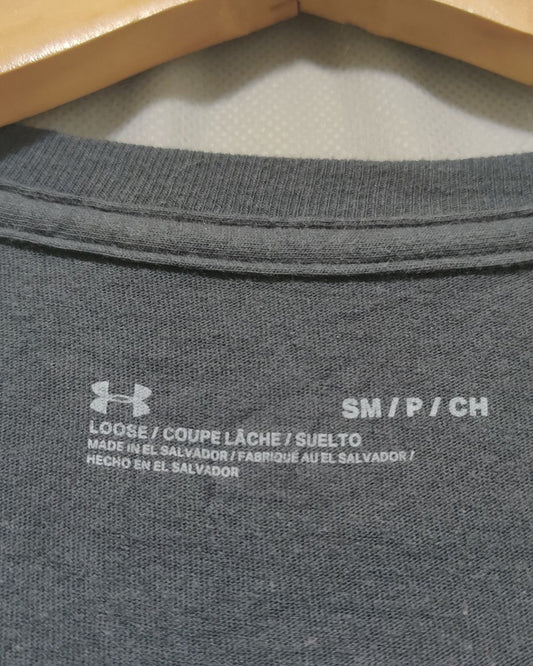 SM / P / CH
LOOSE / COUPE LÂCHE / SUELTO
MADE IN EL SALVADOR / FABRIQUÉ AU EL SALVADOR /
HECHO EN EL SALVADOR